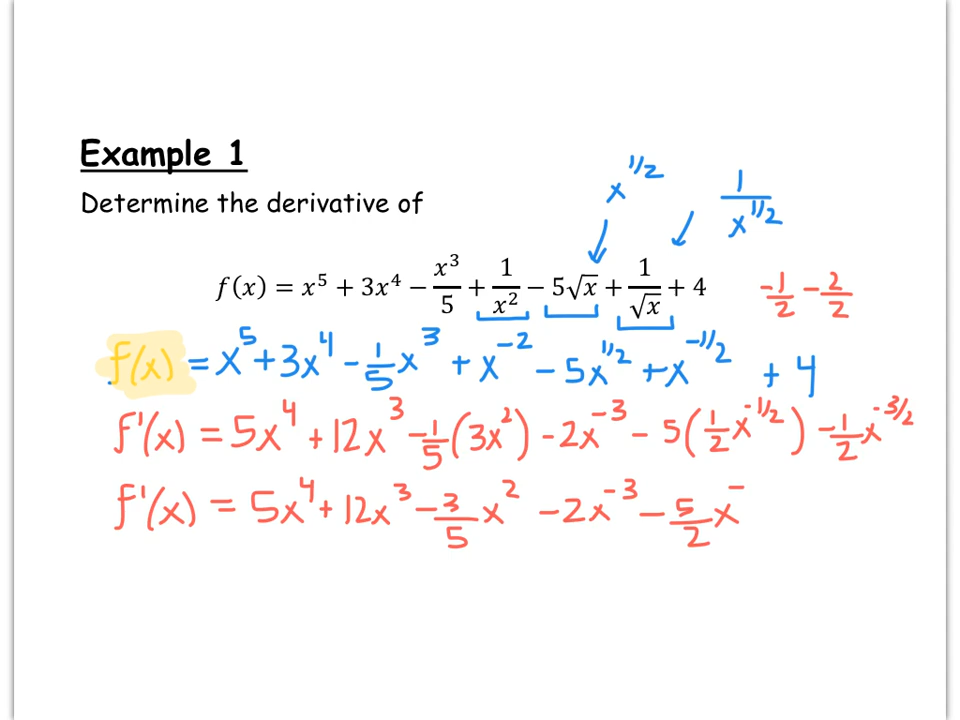 Example 1
x^1/2
1/x^1/2
Determine the derivative of
f(x) = x^5 + 3x^4 − x^3/5 + 1/x^2 − 5√x + 1/√x + 4
-1/2 - 2/2
f(x) = x^5 + 3x^4 - 1/5 x^3 + x^-2 - 5x^1/2 + x^-1/2 + 4
f'(x) = 5x^4 + 12x^3 - 1/5 (3x^2) - 2x^-3 - 5(1/2 x^-1/2) - 1/2 x^-3/2
f'(x) = 5x^4 + 12x^3 - 3/5 x^2 - 2x^-3 - 5/2 x^-